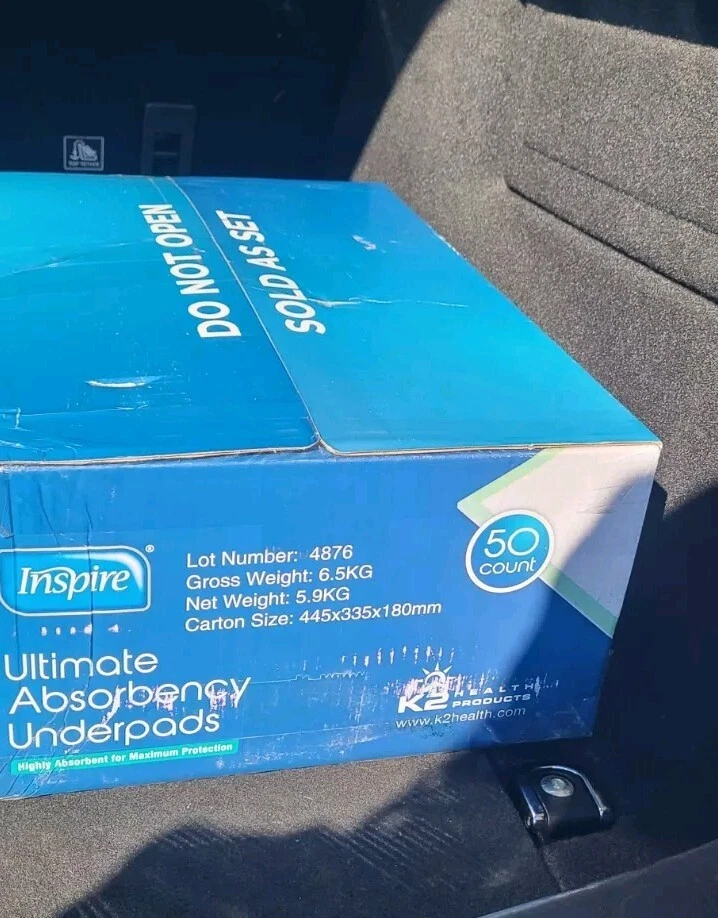 DO NOT OPEN
SOLD AS SET
50
count
Inspire®
Lot Number: 4876
Gross Weight: 6.5KG
Net Weight: 5.9KG
Carton Size: 445x335x180mm
Ultimate
Absorbency
Underpads
Highly Absorbent for Maximum Protection
K2 HEALTH
PRODUCTS
www.k2health.com